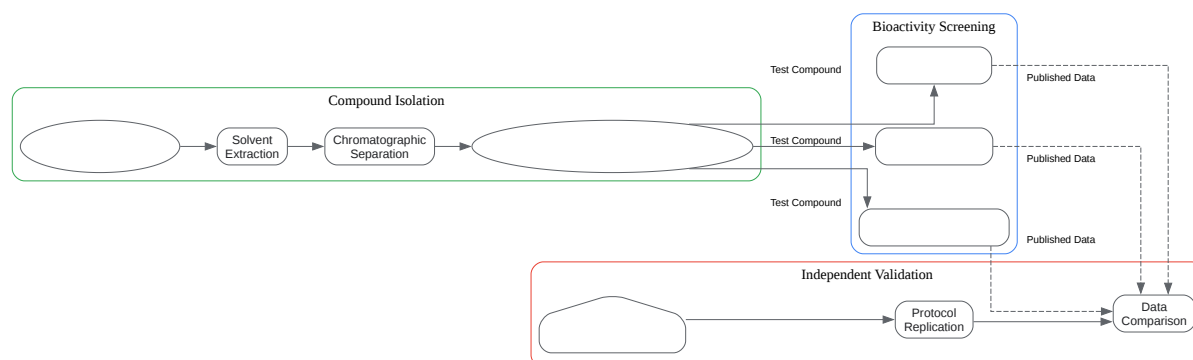 Bioactivity Screening
Test Compound
Published Data
Compound Isolation
Solvent
Extraction
Chromatographic
Separation
Test Compound
Published Data
Test Compound
Published Data
Independent Validation
Protocol
Replication
Data
Comparison